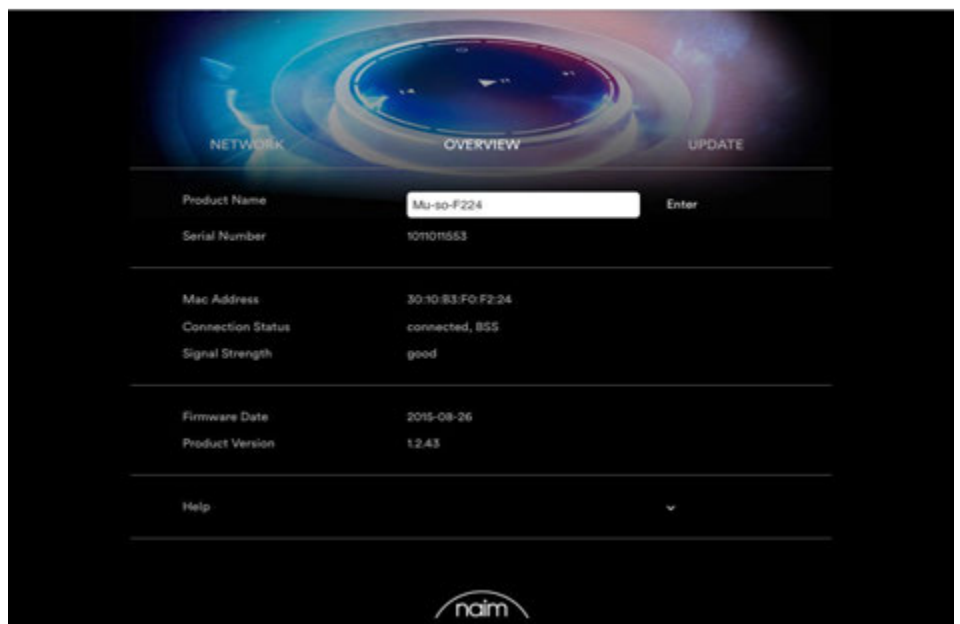 NETWORK OVERVIEW UPDATE
Product Name Mu-so-F224 Enter
Serial Number 1011011553
Mac Address 30:10:B3:F0:F2:24
Connection Status connected, BSS
Signal Strength good
Firmware Date 2015-08-26
Product Version 1.2.43
Help
naim